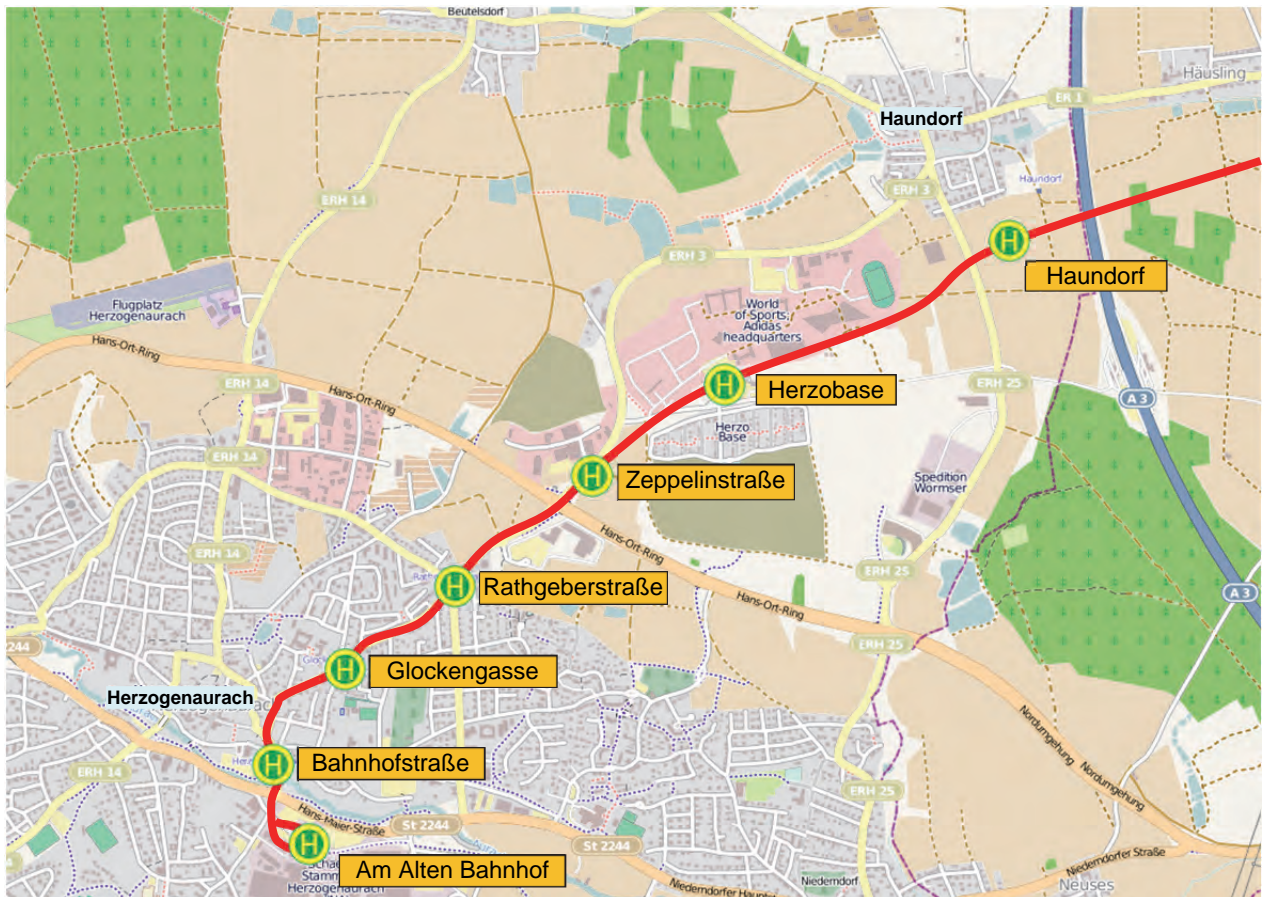 Beutelsdorf
Häusling
ER 1
Haundorf
ERH 3
Haundorf
ERH 14
H
Haundorf
ERH 3
Flugplatz
Herzogenaurach
World
of Sports,
Adidas
headquarters
Hans-Ort-Ring
Hans-Ort-Ring
ERH 14
H
Herzobase
ERH 25
A 3
Herzo
Base
ERH 14
H
Zeppelinstraße
Spedition
Wormser
Hans-Ort-Ring
ERH 14
ERH 25
H
Rathgeberstraße
Hans-Ort-Ring
A 3
2244
ERH 25
H
Glockengasse
Herzogenaurach
Nordumgehung
H
Bahnhofstraße
ERH 14
Nordumgehung
ERH 25
Hans-Maier-Straße
St 2244
H
St 2244
Am Alten Bahnhof
Herzogenaurach
Niederndorf
Niederndorfer Straße
Neuses